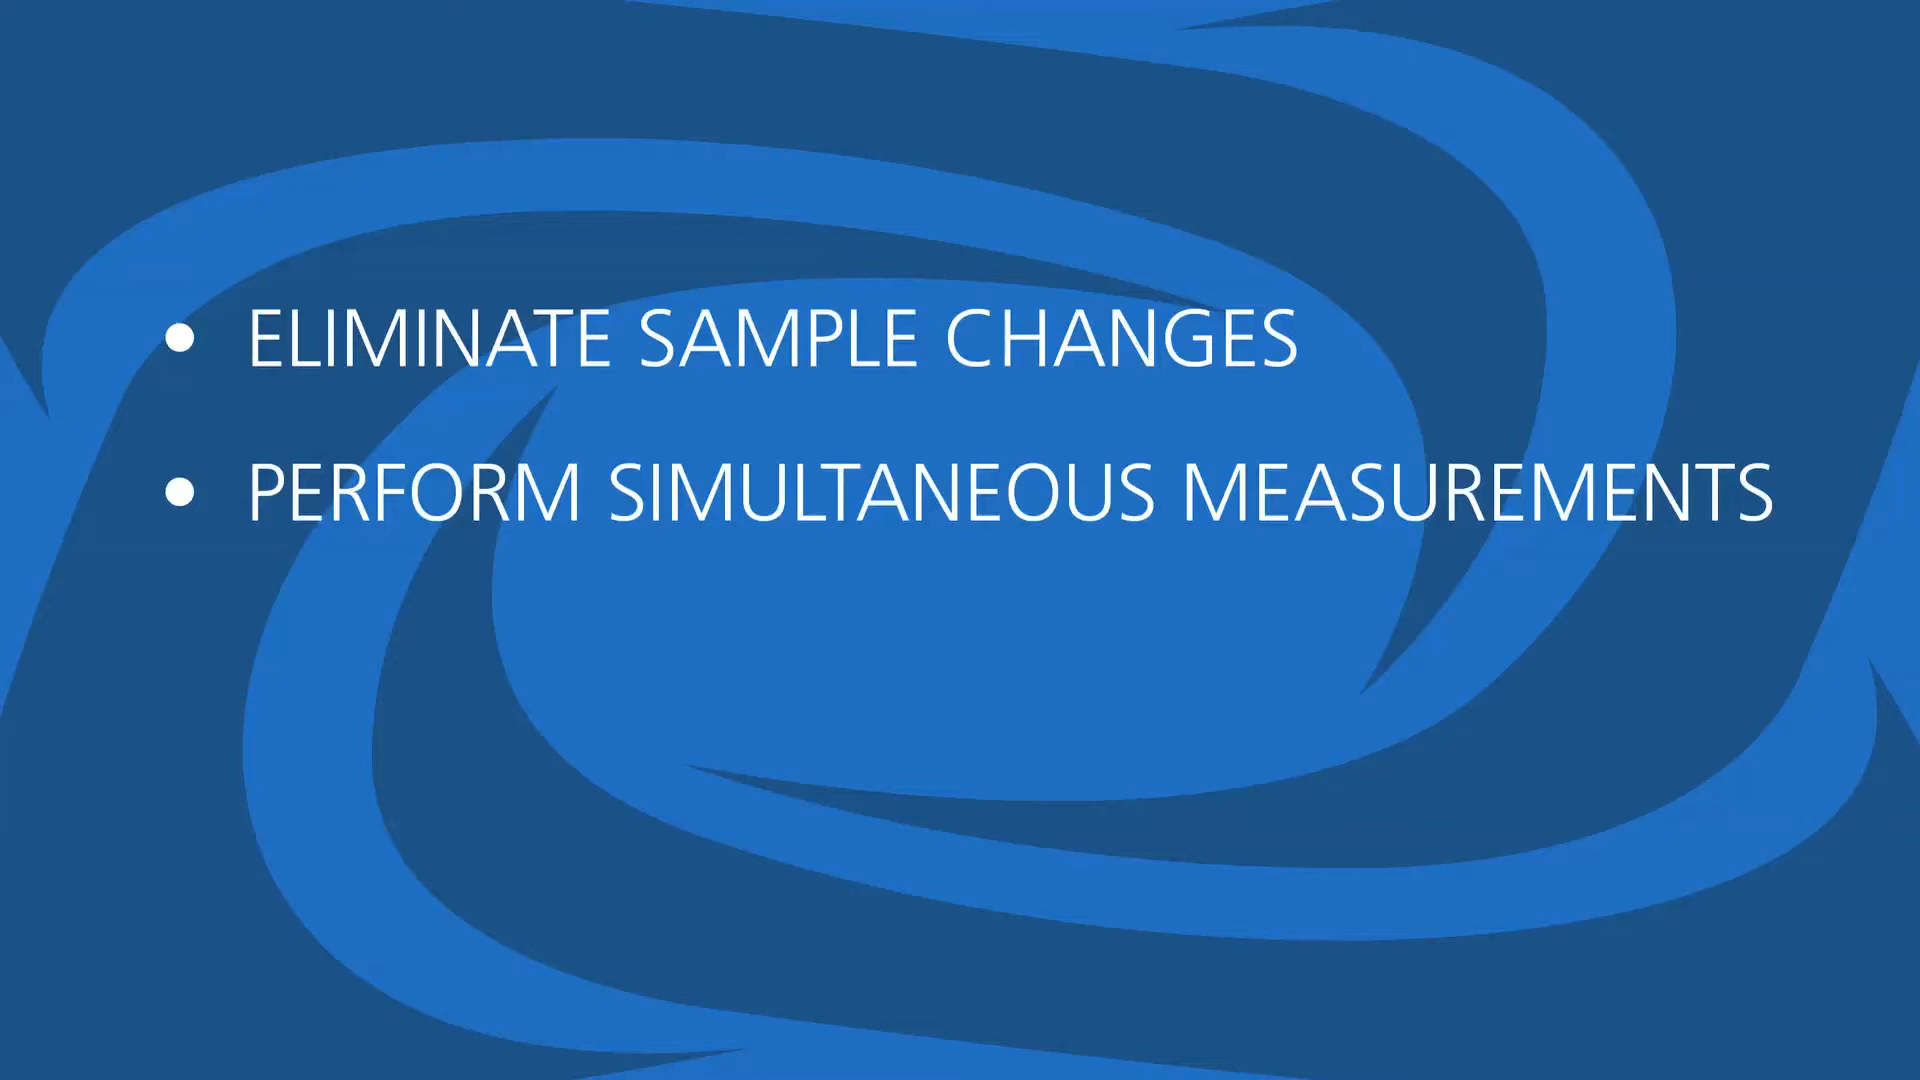 • ELIMINATE SAMPLE CHANGES
• PERFORM SIMULTANEOUS MEASUREMENTS